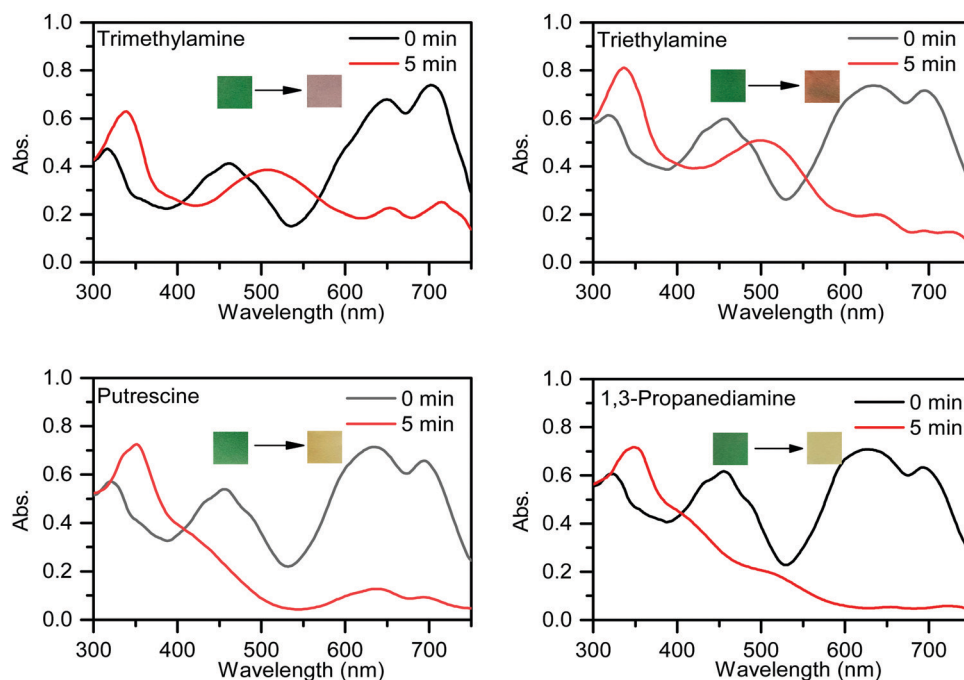 Trimethylamine
0 min
5 min
Abs.
1.0
0.8
0.6
0.4
0.2
0.0
300 400 500 600 700
Wavelength (nm)
Triethylamine
0 min
5 min
Abs.
1.0
0.8
0.6
0.4
0.2
0.0
300 400 500 600 700
Wavelength (nm)
Putrescine
0 min
5 min
Abs.
1.0
0.8
0.6
0.4
0.2
0.0
300 400 500 600 700
Wavelength (nm)
1,3-Propanediamine
0 min
5 min
Abs.
1.0
0.8
0.6
0.4
0.2
0.0
300 400 500 600 700
Wavelength (nm)